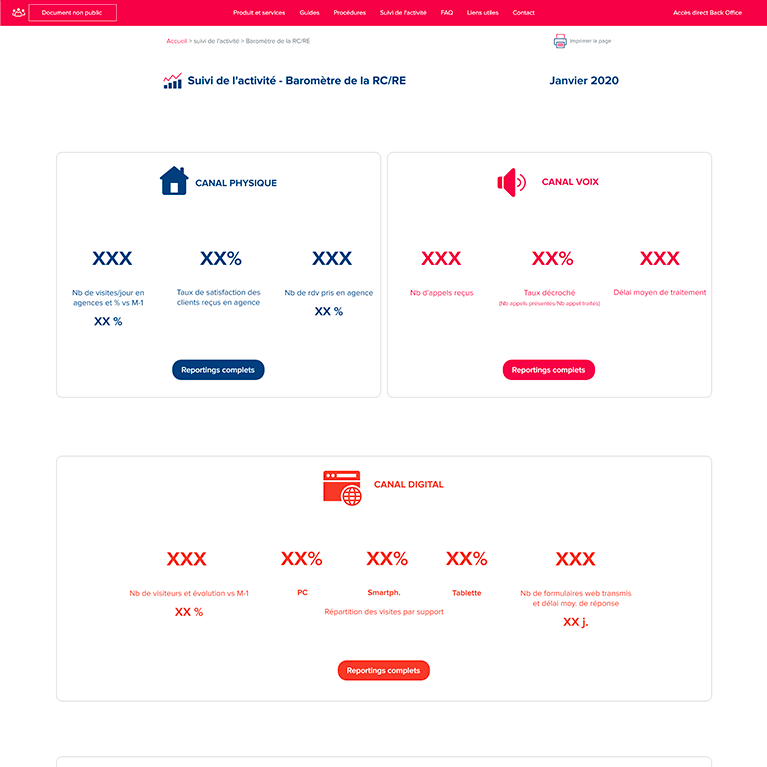 Document non public
Produit et services Guides Procédures Suivi de l'activité FAQ Liens utiles Contact
Accès direct Back Office
Accueil > suivi de l'activité > Baromètre de la RC/RE
Imprimer la page
Suivi de l'activité - Baromètre de la RC/RE
Janvier 2020
CANAL PHYSIQUE
XXX
Nb de visites/jour en
agences et % vs M-1
XX %
XX%
Taux de satisfaction des
clients reçus en agence
XXX
Nb de rdv pris en agence
XX %
Reportings complets
CANAL VOIX
XXX
Nb d'appels reçus
XX%
Taux décroché
(Nb appels présentés/Nb appel traités)
XXX
Délai moyen de traitement
Reportings complets
CANAL DIGITAL
XXX
Nb de visiteurs et évolution vs M-1
XX %
XX% XX% XX%
PC Smartph. Tablette
Répartition des visites par support
XXX
Nb de formulaires web transmis
et délai moy. de réponse
XX j.
Reportings complets